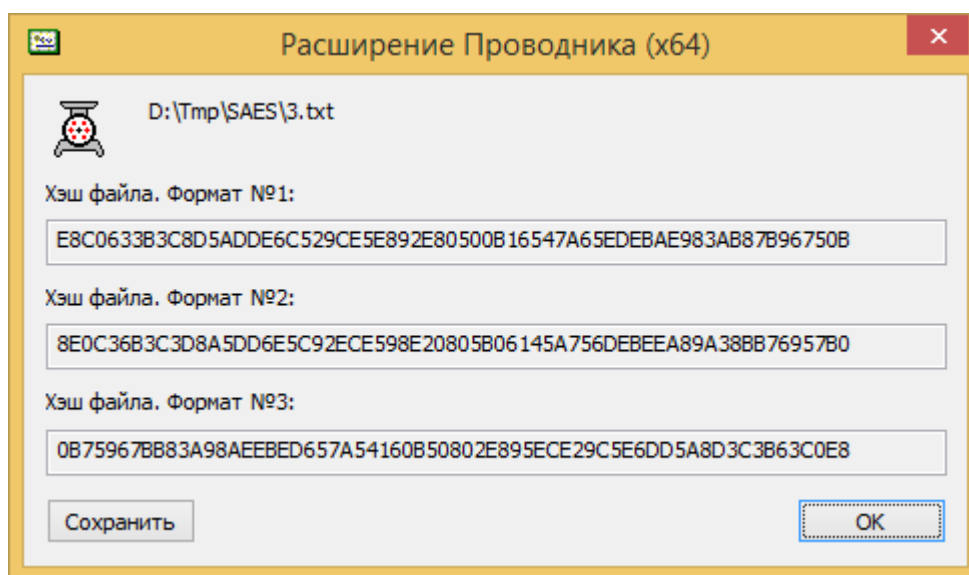 Расширение Проводника (x64)
D:\Tmp\SAES\3.txt
Хэш файла. Формат №1:
E8C0633B3C8D5ADDE6C529CE5E892E80500B16547A65EDEBAE983AB87B96750B
Хэш файла. Формат №2:
8E0C36B3C3D8A5DD6E5C92ECE598E20805B06145A756DEBEEA89A38BB76957B0
Хэш файла. Формат №3:
0B75967BB83A98AEEBED657A54160B50802E895ECE29C5E6DD5A8D3C3B63C0E8
Сохранить
OK